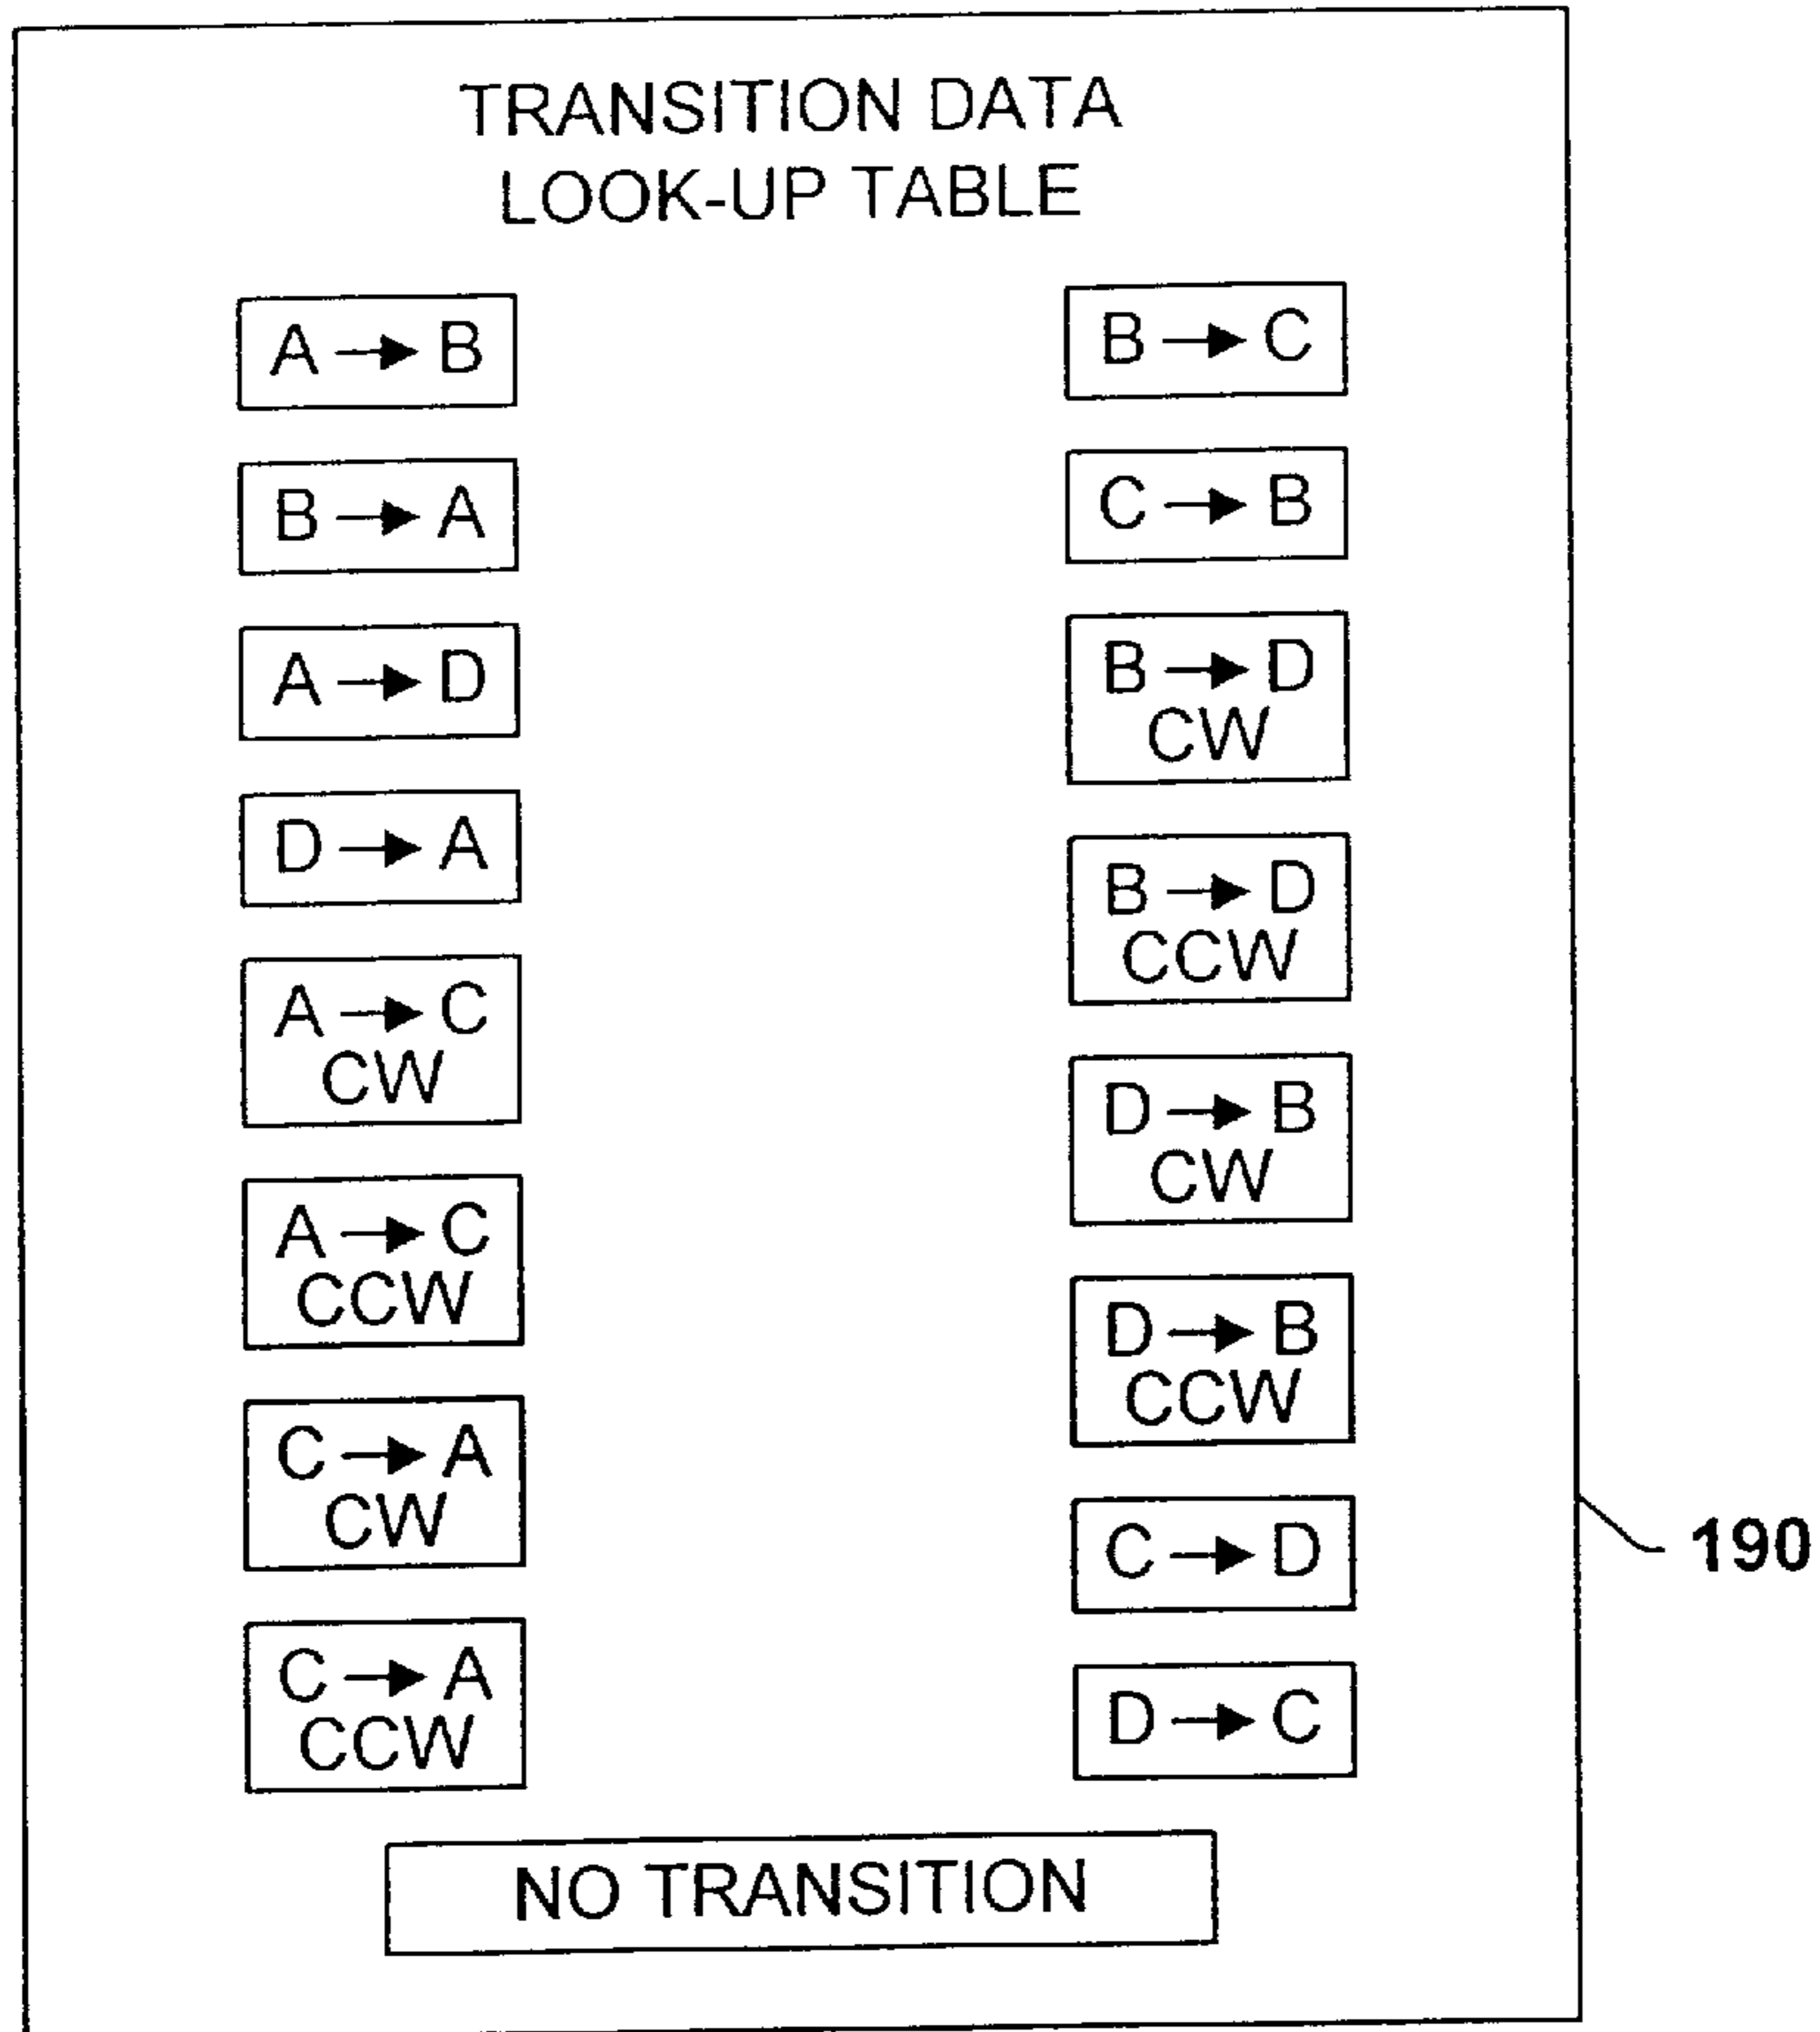 TRANSITION DATA
LOOK-UP TABLE
A → B
B → A
A → D
D → A
A → C
CW
A → C
CCW
C → A
CW
C → A
CCW
B → C
C → B
B → D
CW
B → D
CCW
D → B
CW
D → B
CCW
C → D
D → C
NO TRANSITION
190